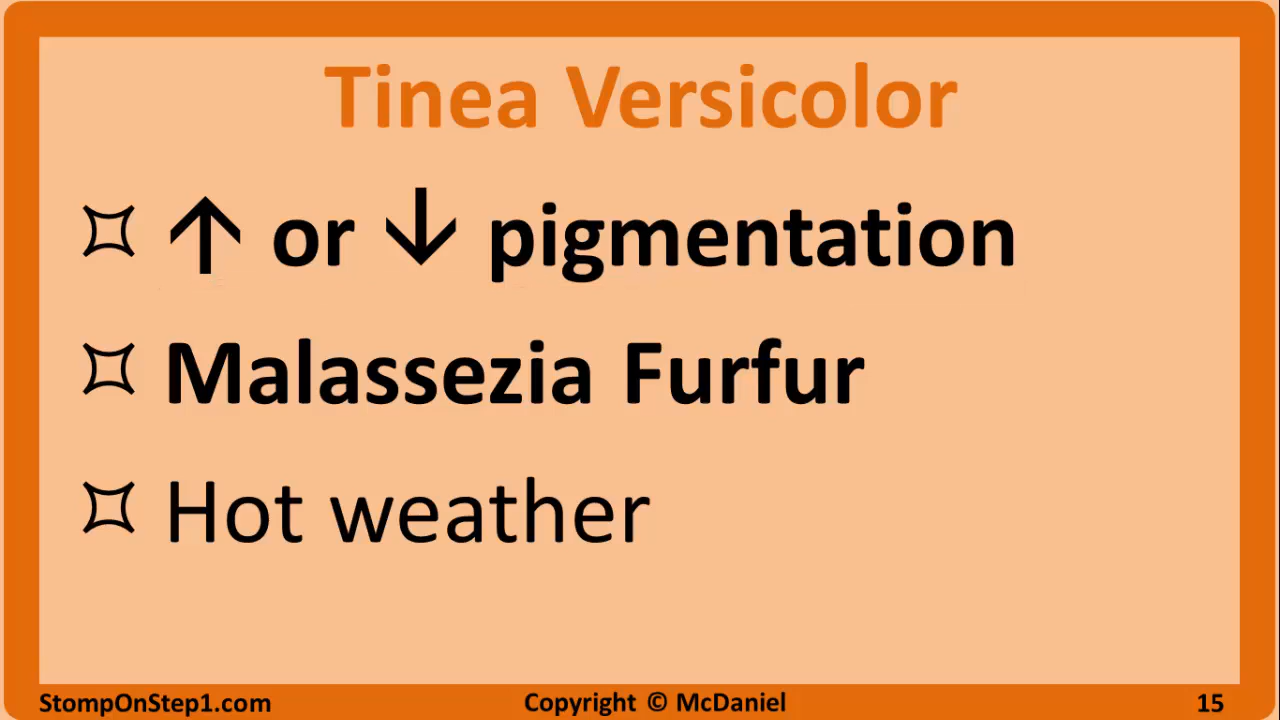 Tinea Versicolor
↑ or ↓ pigmentation
Malassezia Furfur
Hot weather
StompOnStep1.com
Copyright © McDaniel
15